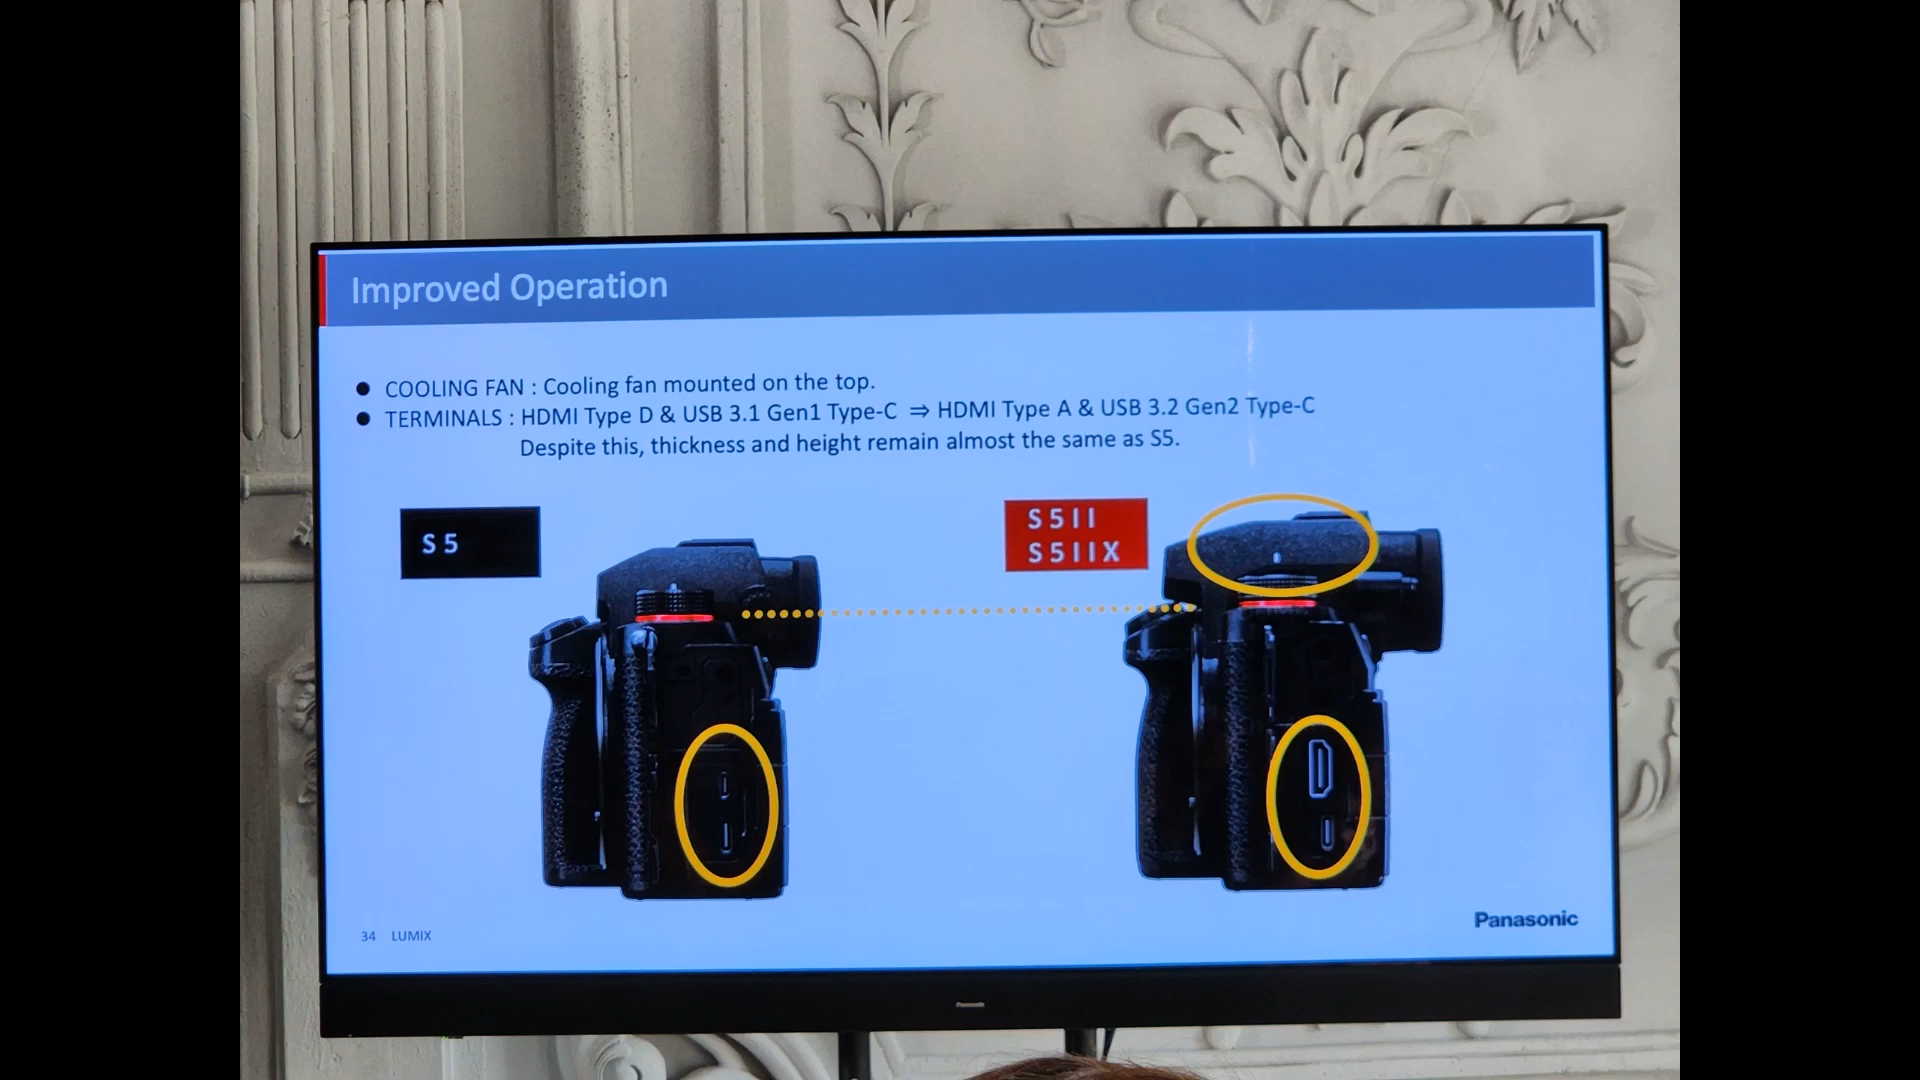 Improved Operation
● COOLING FAN : Cooling fan mounted on the top.
● TERMINALS : HDMI Type D & USB 3.1 Gen1 Type-C ⇒ HDMI Type A & USB 3.2 Gen2 Type-C
Despite this, thickness and height remain almost the same as S5.
S5
S5II
S5IIX
34 LUMIX
Panasonic
Panasonic